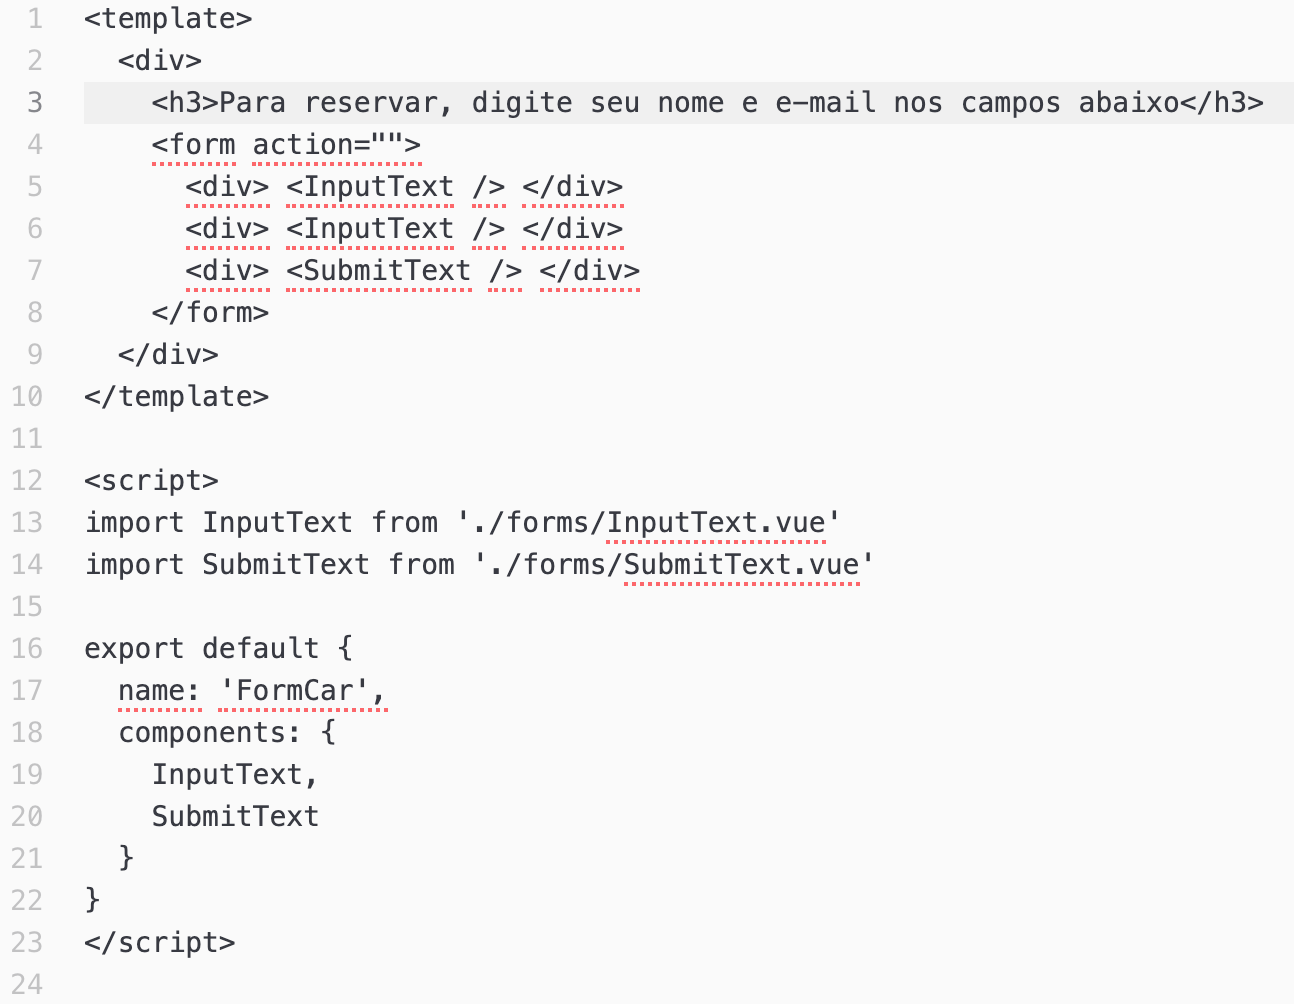 1 <template>
2   <div>
3     <h3>Para reservar, digite seu nome e e-mail nos campos abaixo</h3>
4     <form action="">
5       <div> <InputText /> </div>
6       <div> <InputText /> </div>
7       <div> <SubmitText /> </div>
8     </form>
9   </div>
10 </template>
11
12 <script>
13 import InputText from './forms/InputText.vue'
14 import SubmitText from './forms/SubmitText.vue'
15
16 export default {
17   name: 'FormCar',
18   components: {
19     InputText,
20     SubmitText
21   }
22 }
23 </script>
24